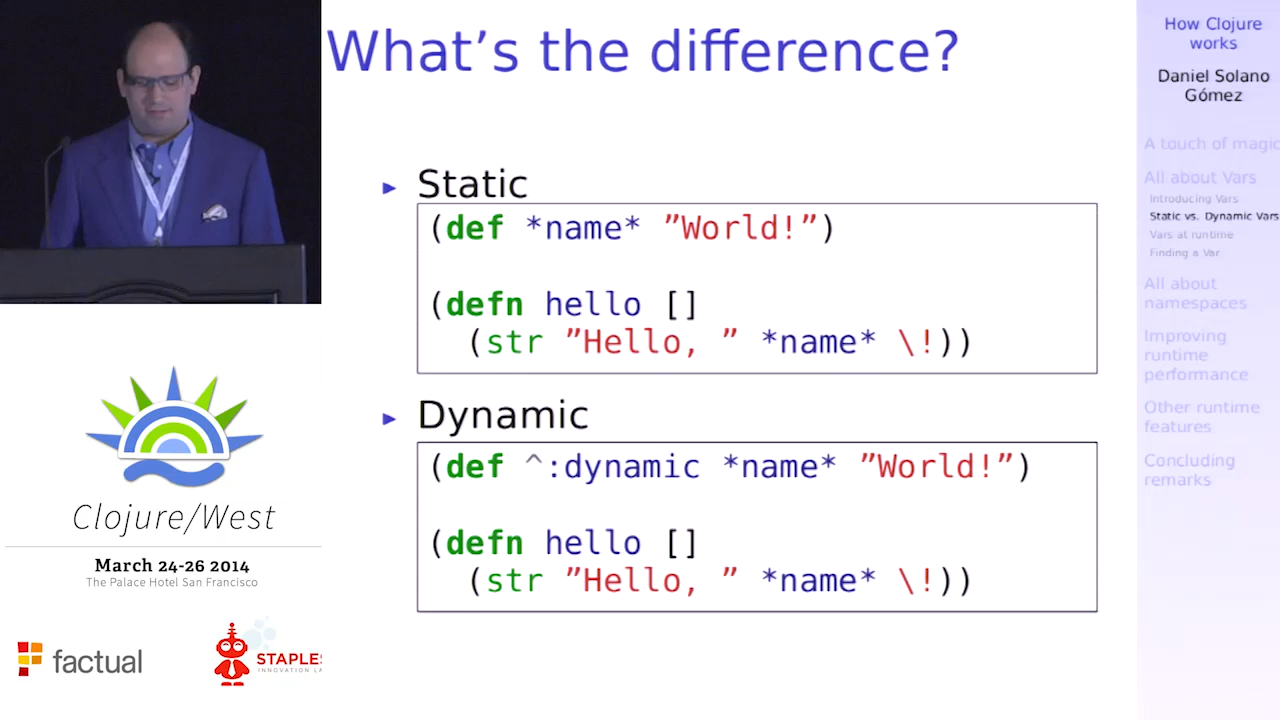 What's the difference?
▸ Static
(def *name* ”World!”)
(defn hello []
(str ”Hello, ” *name* \!))
▸ Dynamic
(def ^:dynamic *name* ”World!”)
(defn hello []
(str ”Hello, ” *name* \!))
How Clojure
works
Daniel Solano
Gómez
A touch of magic
All about Vars
Introducing Vars
Static vs. Dynamic Vars
Vars at runtime
Finding a Var
All about
namespaces
Improving
runtime
performance
Other runtime
features
Concluding
remarks
Clojure/West
March 24-26 2014
The Palace Hotel San Francisco
factual
STAPLES
INNOVATION LA